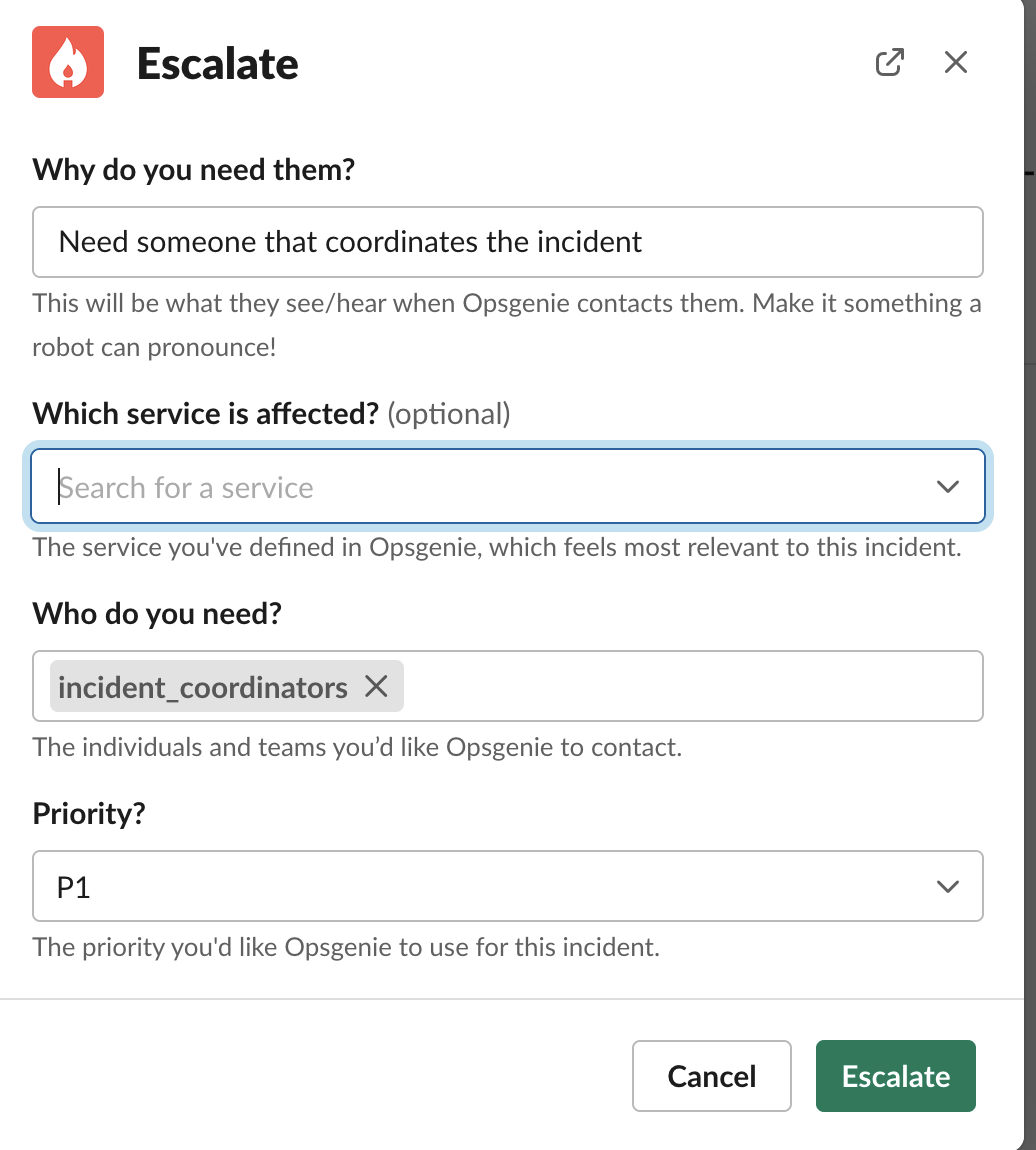 Escalate
Why do you need them?
Need someone that coordinates the incident
This will be what they see/hear when Opsgenie contacts them. Make it something a
robot can pronounce!
Which service is affected? (optional)
Search for a service
The service you've defined in Opsgenie, which feels most relevant to this incident.
Who do you need?
incident_coordinators
The individuals and teams you’d like Opsgenie to contact.
Priority?
P1
The priority you'd like Opsgenie to use for this incident.
Cancel Escalate